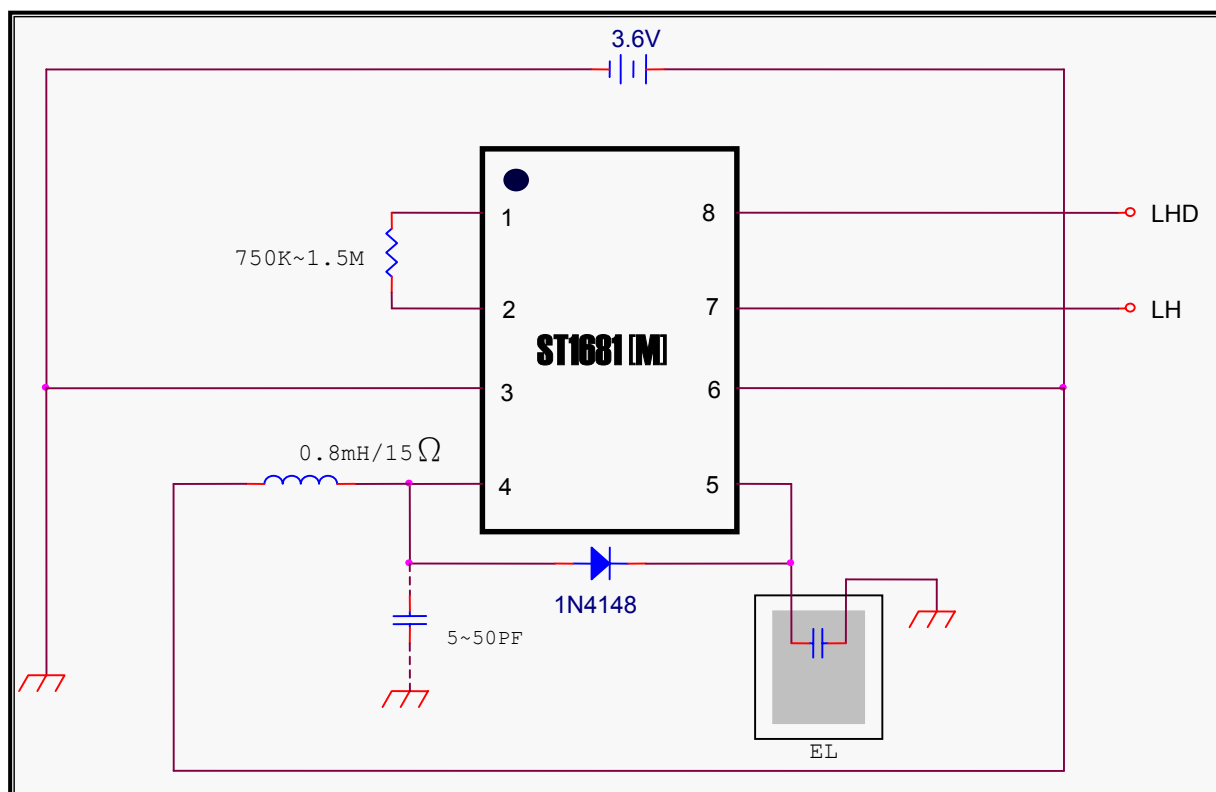 3.6V
1
8
LHD
750K~1.5M
2
7
LH
ST1681 [M]
3
6
0.8mH/15Ω
4
5
1N4148
5~50PF
EL